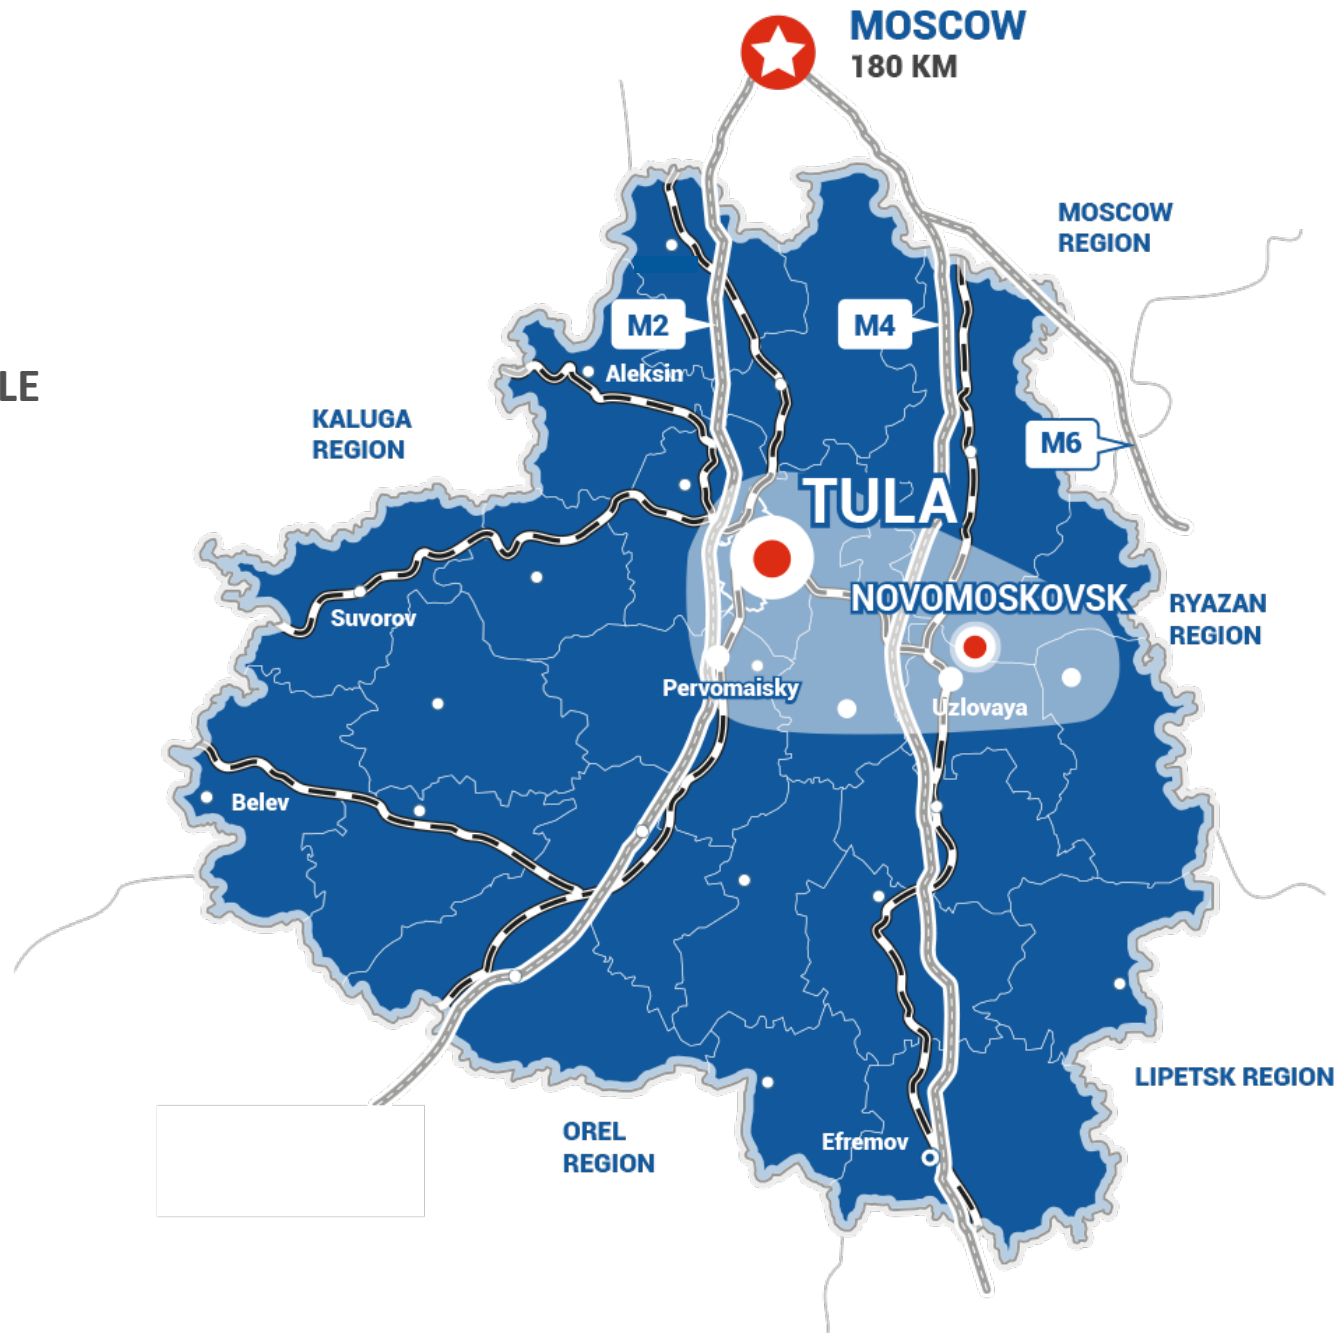 MOSCOW
180 KM
MOSCOW
REGION
M2
M4
Aleksin
LE
KALUGA
REGION
M6
TULA
NOVOMOSKOVSK
RYAZAN
REGION
Suvorov
Pervomaisky
Uzlovaya
Belev
LIPETSK REGION
OREL
REGION
Efremov